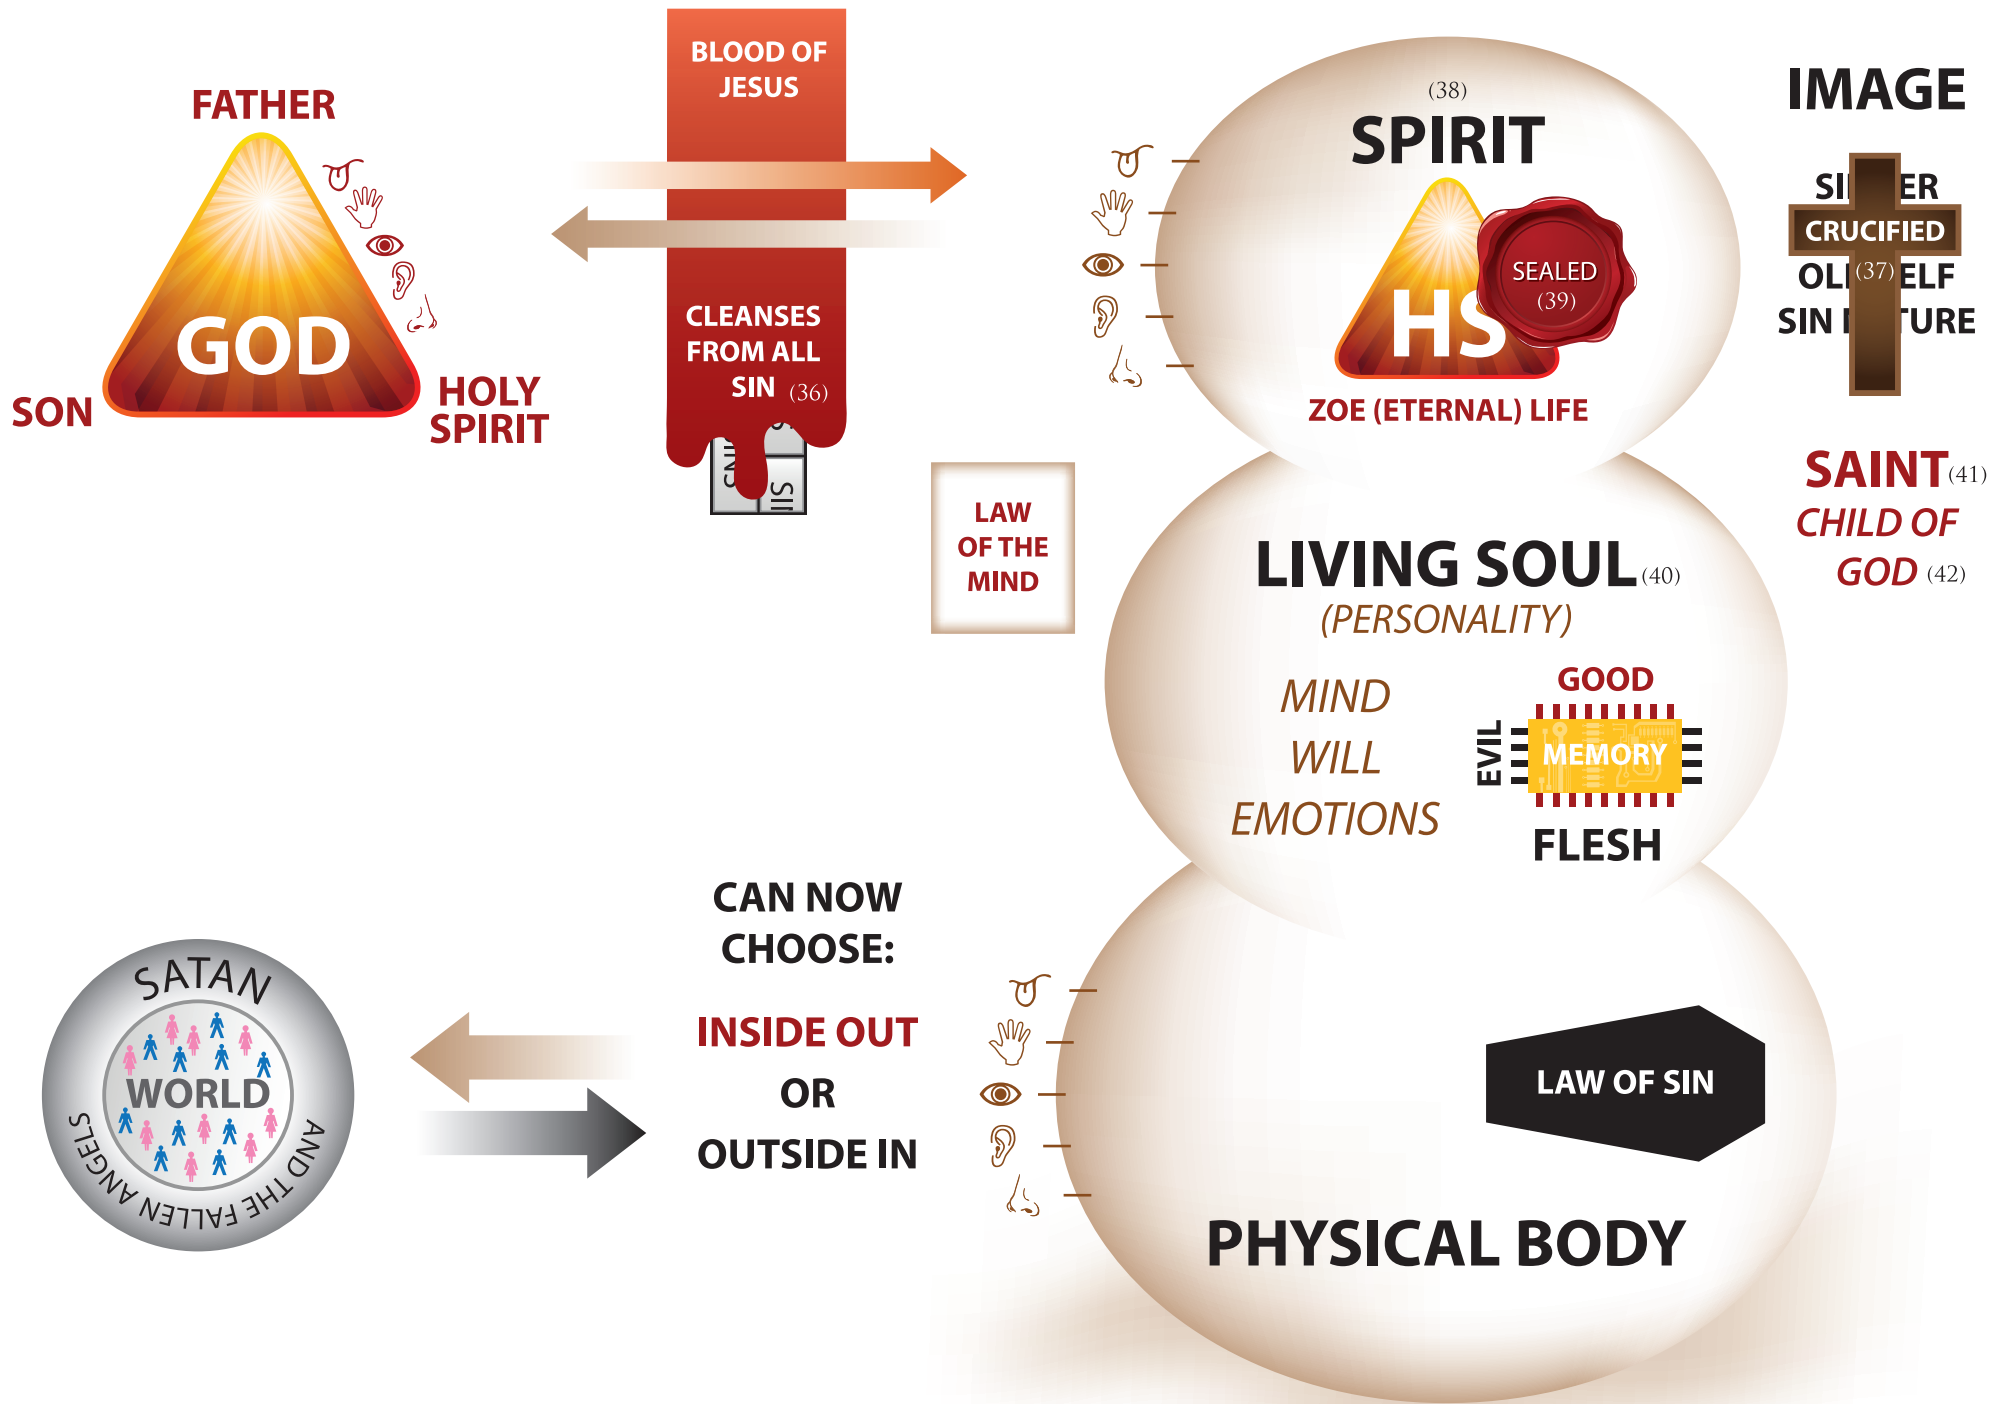 FATHER
GOD
SON
HOLY
SPIRIT
BLOOD OF
JESUS
CLEANSES
FROM ALL
SIN (36)
(38)
SPIRIT
HS
SEALED
(39)
ZOE (ETERNAL) LIFE
IMAGE
CRUCIFIED
(37)
SAINT (41)
CHILD OF
GOD (42)
LAW
OF THE
MIND
LIVING SOUL (40)
(PERSONALITY)
MIND
WILL
EMOTIONS
GOOD
EVIL
MEMORY
FLESH
CAN NOW
CHOOSE:
INSIDE OUT
OR
OUTSIDE IN
SATAN
WORLD
AND THE FALLEN ANGELS
LAW OF SIN
PHYSICAL BODY